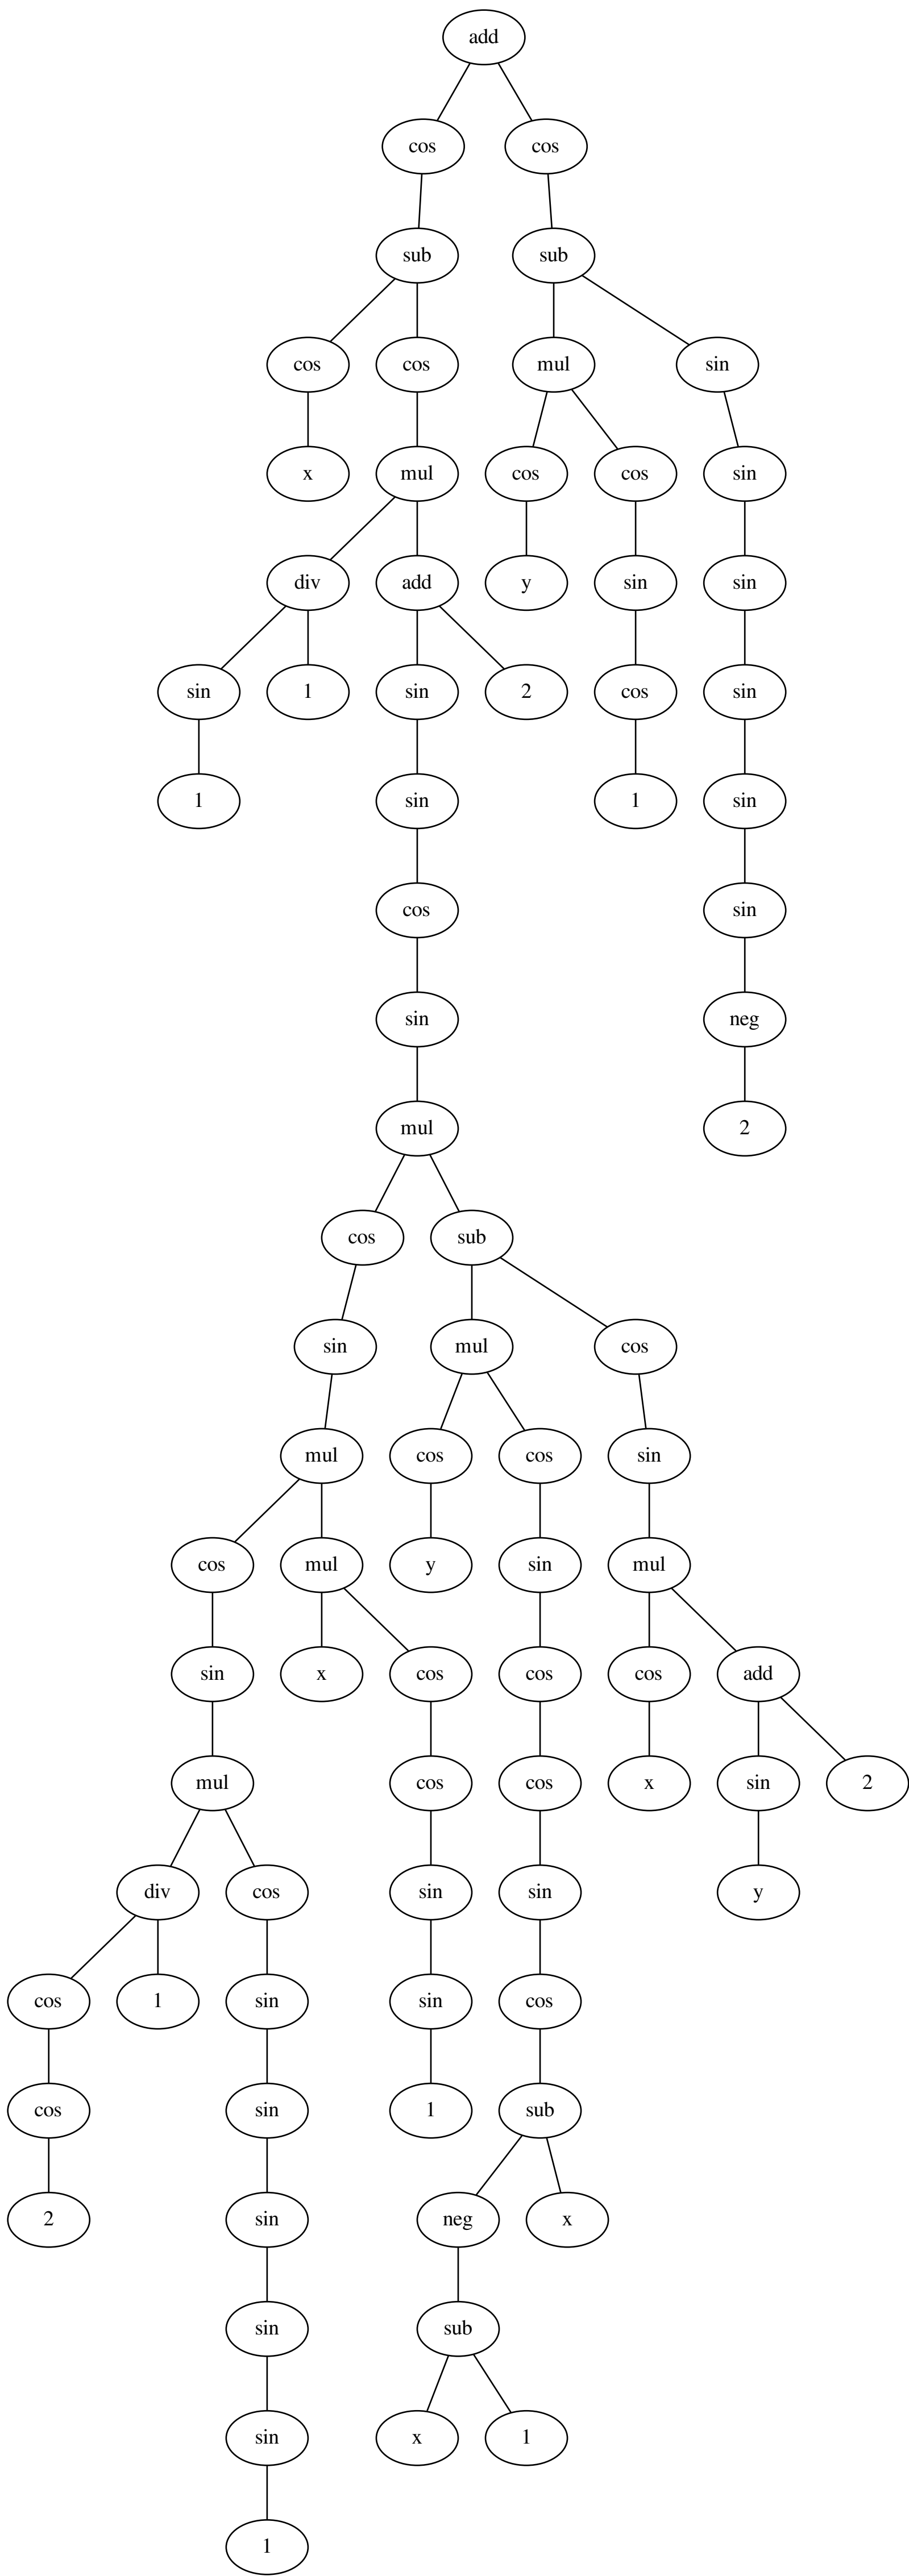 add
cos cos
sub sub
cos cos mul sin
x mul cos cos sin
div add y sin sin
sin 1 sin 2 cos sin
1 sin 1 sin
cos sin
sin neg
mul 2
cos sub
sin mul cos
mul cos cos sin
cos mul y sin mul
sin x cos cos cos add
mul cos cos x sin 2
div cos sin sin y
cos 1 sin sin cos
cos sin 1 sub
2 sin neg x
sin sub
sin x 1
1